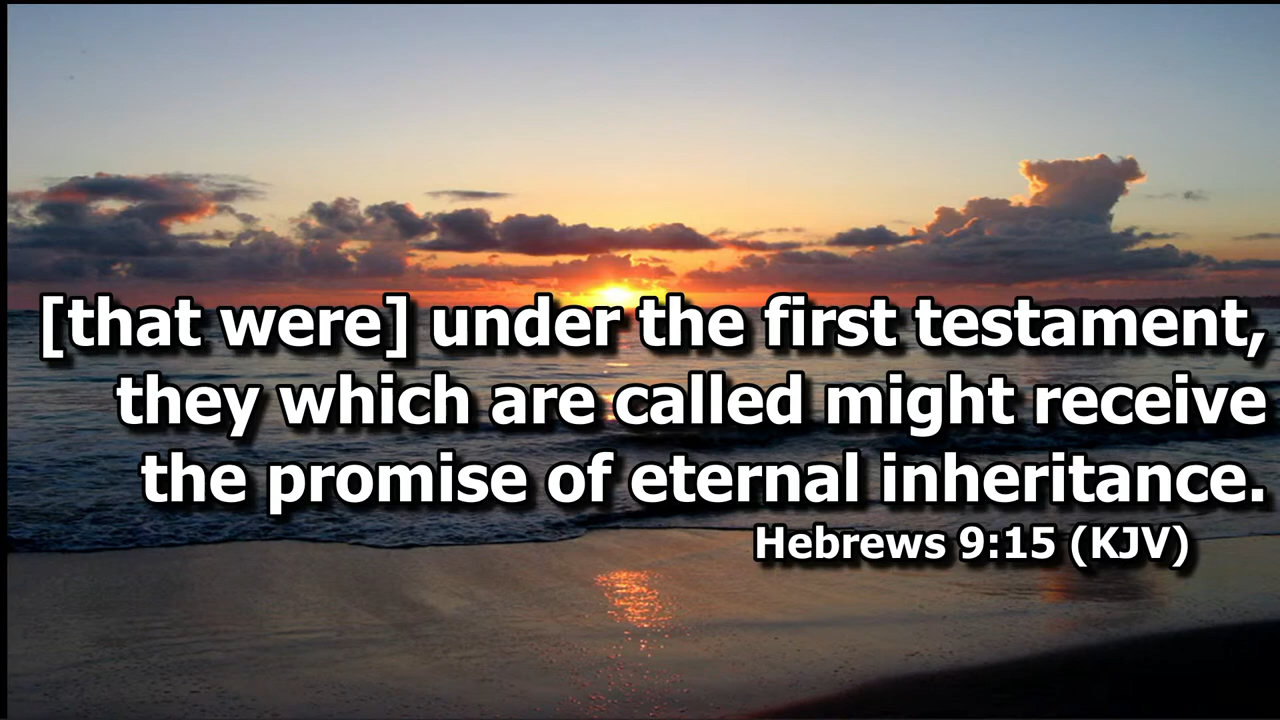 [that were] under the first testament,
they which are called might receive
the promise of eternal inheritance.
Hebrews 9:15 (KJV)